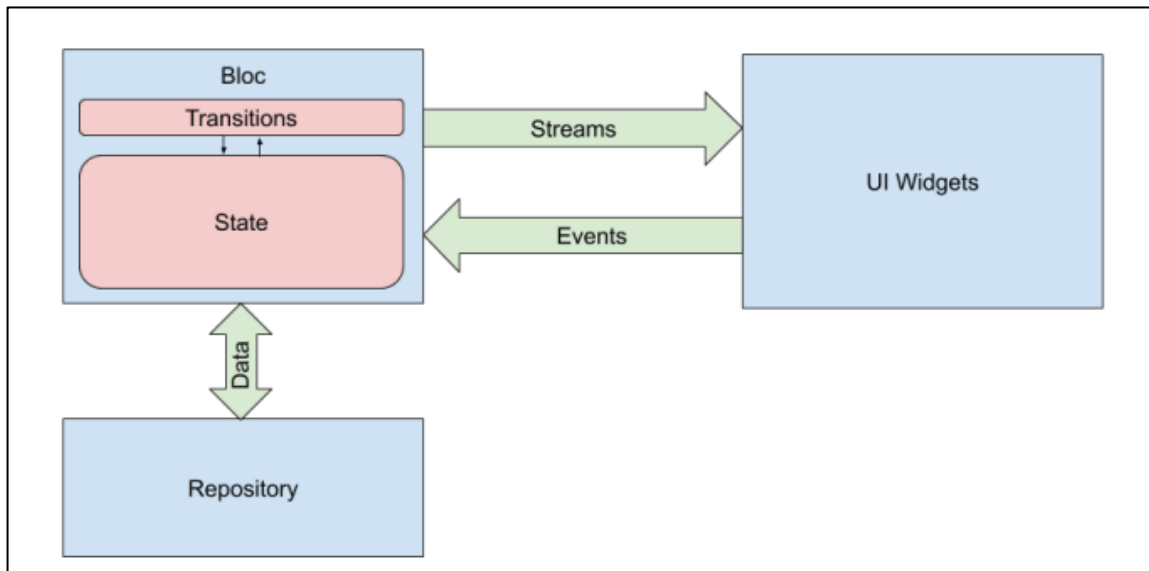 Bloc
Transitions
State
Streams
Events
UI Widgets
Data
Repository